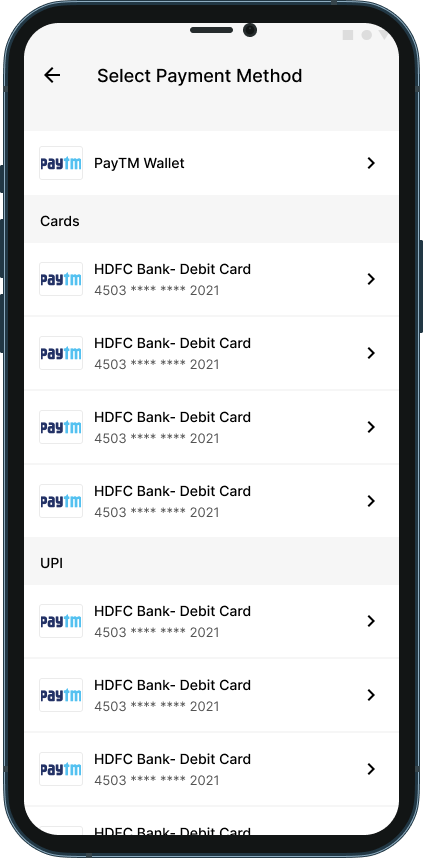 Select Payment Method
paytm PayTM Wallet
Cards
paytm HDFC Bank- Debit Card
4503 **** **** 2021
paytm HDFC Bank- Debit Card
4503 **** **** 2021
paytm HDFC Bank- Debit Card
4503 **** **** 2021
paytm HDFC Bank- Debit Card
4503 **** **** 2021
UPI
paytm HDFC Bank- Debit Card
4503 **** **** 2021
paytm HDFC Bank- Debit Card
4503 **** **** 2021
paytm HDFC Bank- Debit Card
4503 **** **** 2021
HDFC Bank- Debit Card